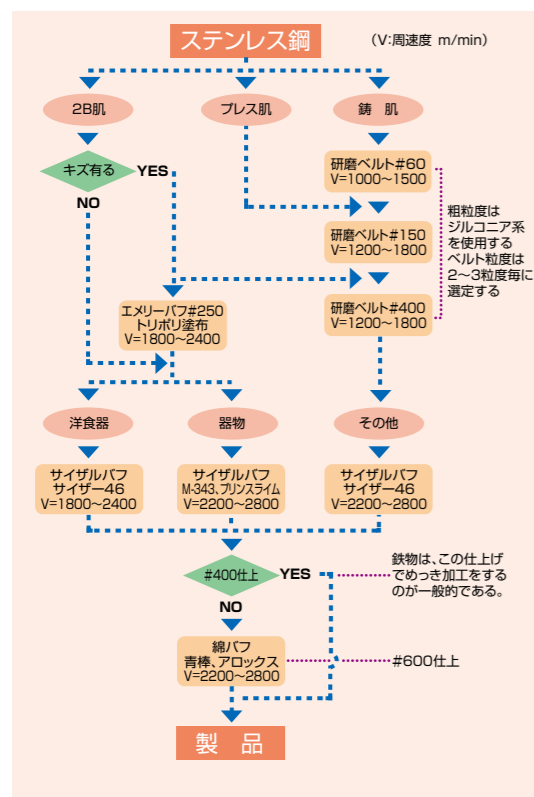 ステンレス鋼
(V:周速度 m/min)
2B肌
プレス肌
鋳 肌
キズ有る
YES
NO
研磨ベルト#60
V=1000~1500
研磨ベルト#150
V=1200~1800
研磨ベルト#400
V=1200~1800
粗粒度は
ジルコニア系
を使用する
ベルト粒度は
2~3粒度毎に
選定する
エメリーバフ#250
トリポリ塗布
V=1800~2400
洋食器
器物
その他
サイザルバフ
サイザー46
V=1800~2400
サイザルバフ
M-343、プリンスライム
V=2200~2800
サイザルバフ
サイザー46
V=2200~2800
#400仕上
YES
NO
鉄物は、この仕上げ
でめっき加工をする
のが一般的である。
綿バフ
青棒、アロックス
V=2200~2800
#600仕上
製 品